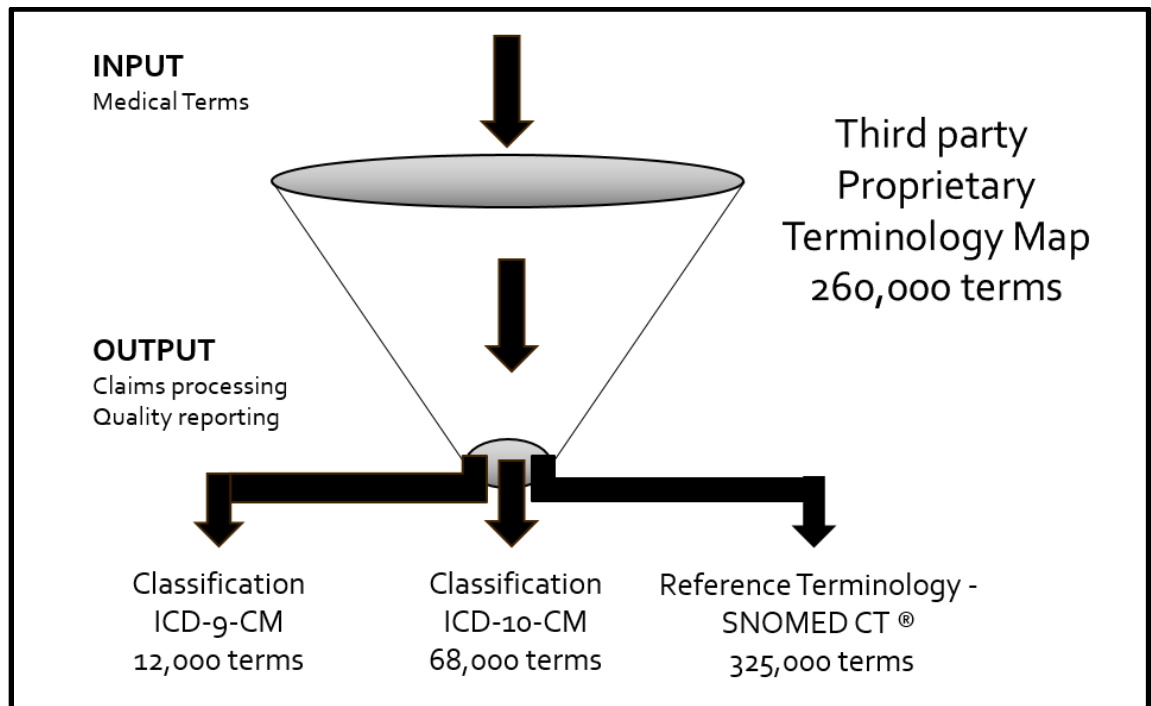 INPUT
Medical Terms
Third party
Proprietary
Terminology Map
260,000 terms
OUTPUT
Claims processing
Quality reporting
Classification
ICD-9-CM
12,000 terms
Classification
ICD-10-CM
68,000 terms
Reference Terminology -
SNOMED CT ®
325,000 terms